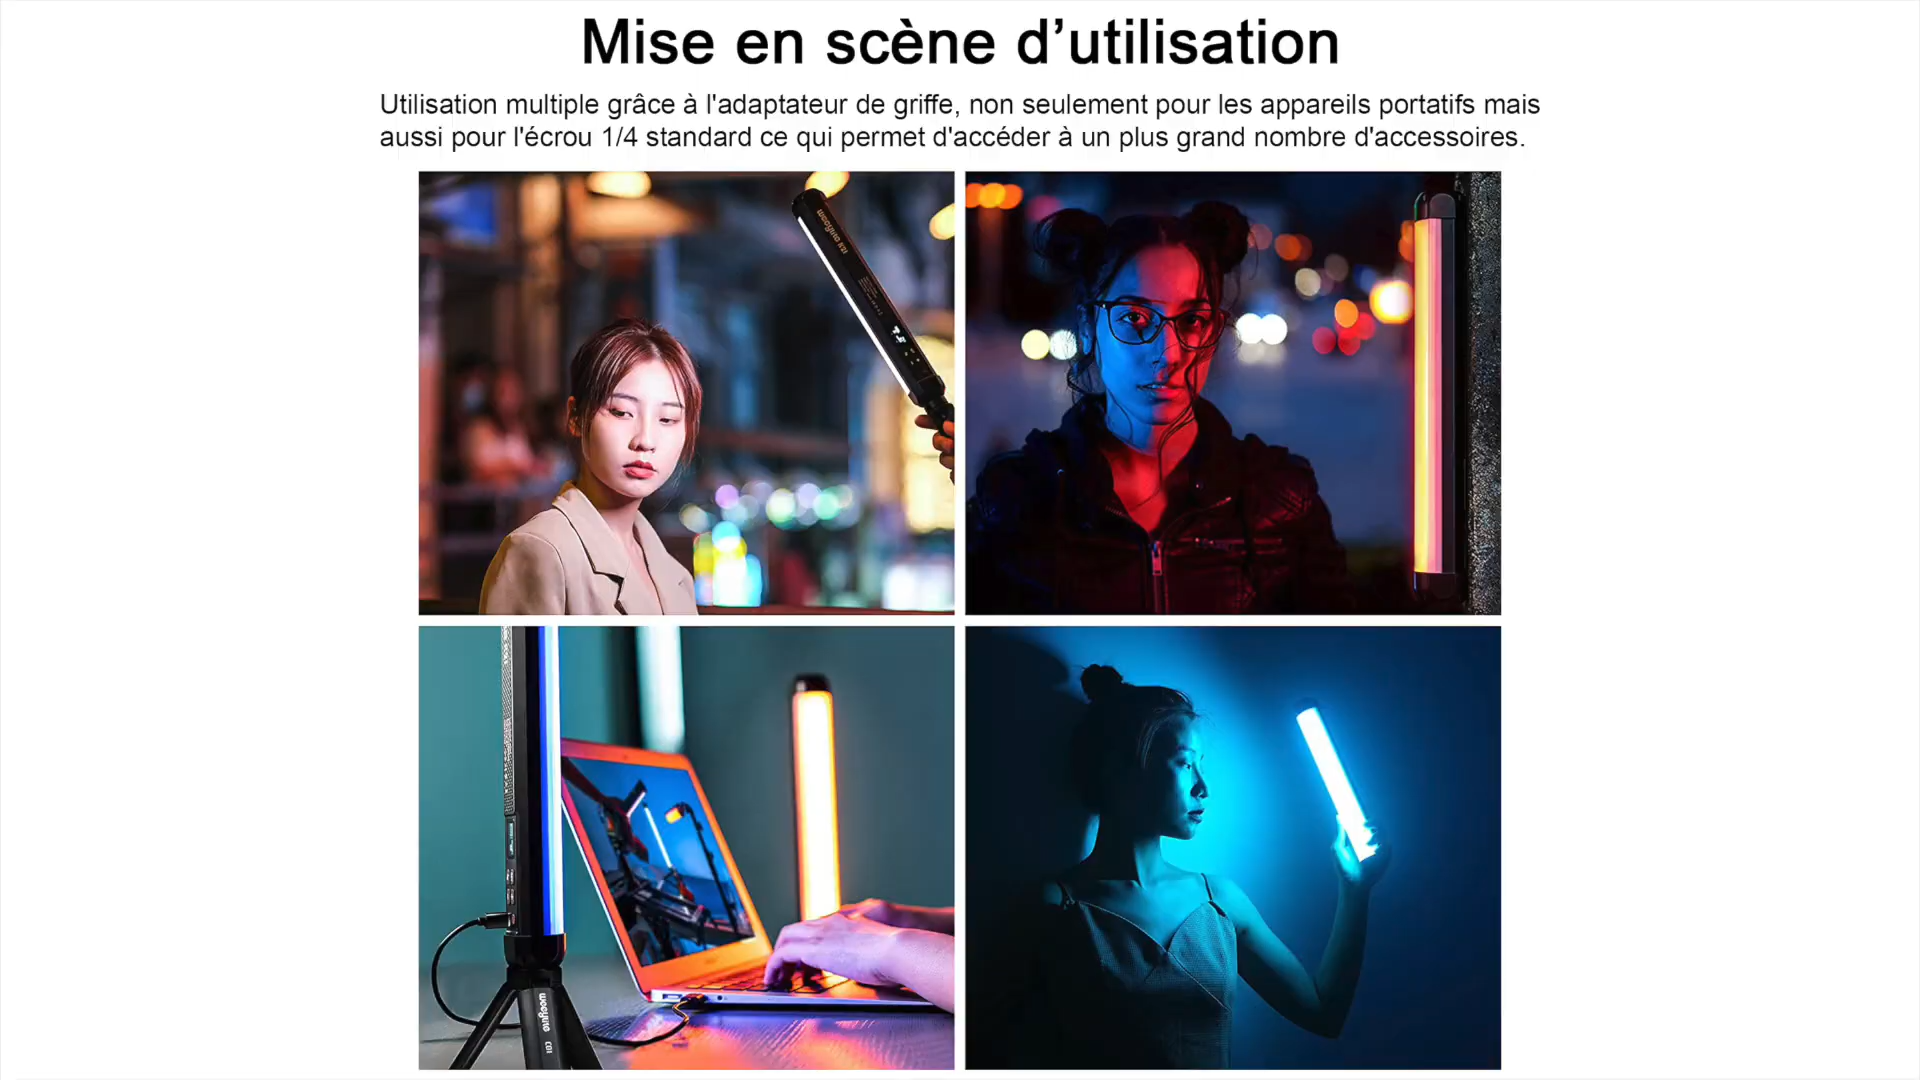 Mise en scène d’utilisation
Utilisation multiple grâce à l'adaptateur de griffe, non seulement pour les appareils portatifs mais
aussi pour l'écrou 1/4 standard ce qui permet d'accéder à un plus grand nombre d'accessoires.